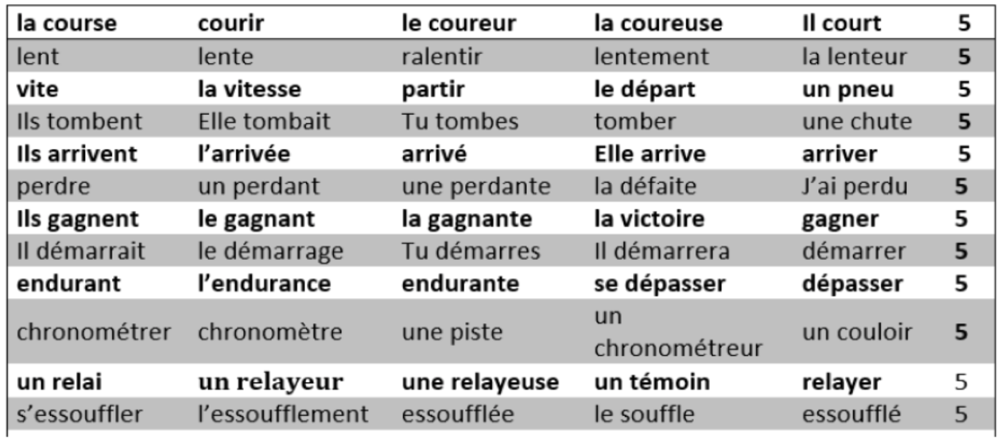 la course courir le coureur la coureuse Il court 5
lent lente ralentir lentement la lenteur 5
vite la vitesse partir le départ un pneu 5
Ils tombent Elle tombait Tu tombes tomber une chute 5
Ils arrivent l’arrivée arrivé Elle arrive arriver 5
perdre un perdant une perdante la défaite J’ai perdu 5
Ils gagnent le gagnant la gagnante la victoire gagner 5
Il démarrait le démarrage Tu démarres Il démarrera démarrer 5
endurant l’endurance endurante se dépasser dépasser 5
chronométrer chronomètre une piste un chronométreur un couloir 5
un relai un relayeur une relayeuse un témoin relayer 5
s’essouffler l’essoufflement essoufflée le souffle essoufflé 5